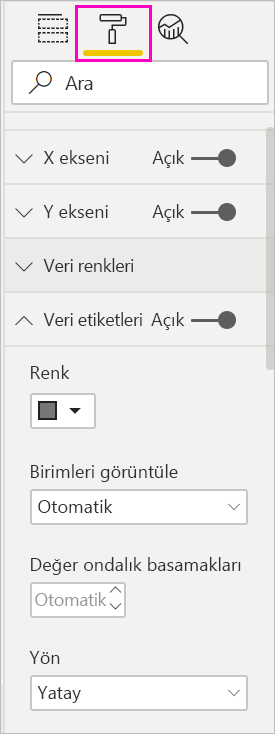 Ara
X ekseni Açık
Y ekseni Açık
Veri renkleri
Veri etiketleri Açık
Renk
Birimleri görüntüle
Otomatik
Değer ondalık basamakları
Otomatik
Yön
Yatay